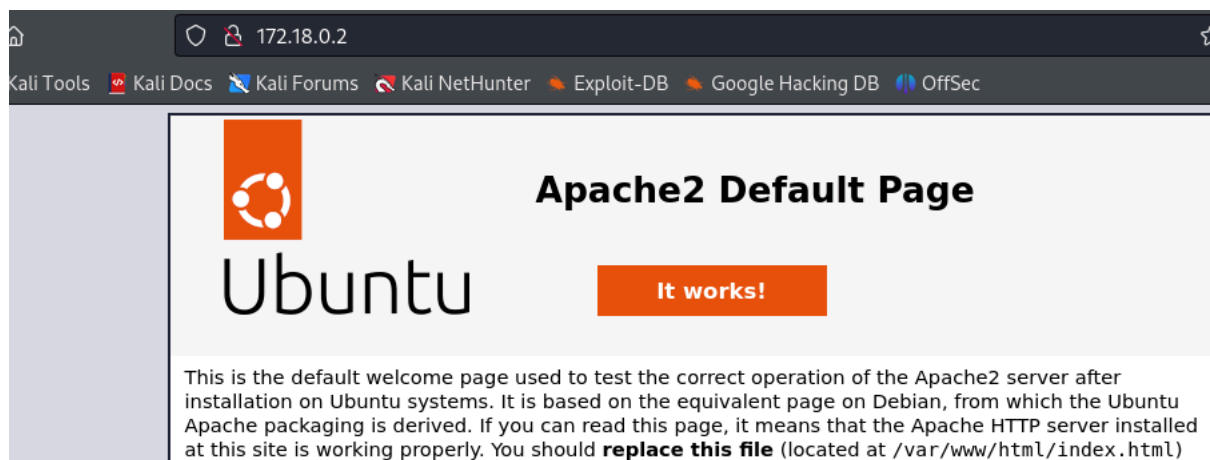 172.18.0.2
Kali Tools Kali Docs Kali Forums Kali NetHunter Exploit-DB Google Hacking DB OffSec
Apache2 Default Page
Ubuntu
It works!
This is the default welcome page used to test the correct operation of the Apache2 server after
installation on Ubuntu systems. It is based on the equivalent page on Debian, from which the Ubuntu
Apache packaging is derived. If you can read this page, it means that the Apache HTTP server installed
at this site is working properly. You should replace this file (located at /var/www/html/index.html)